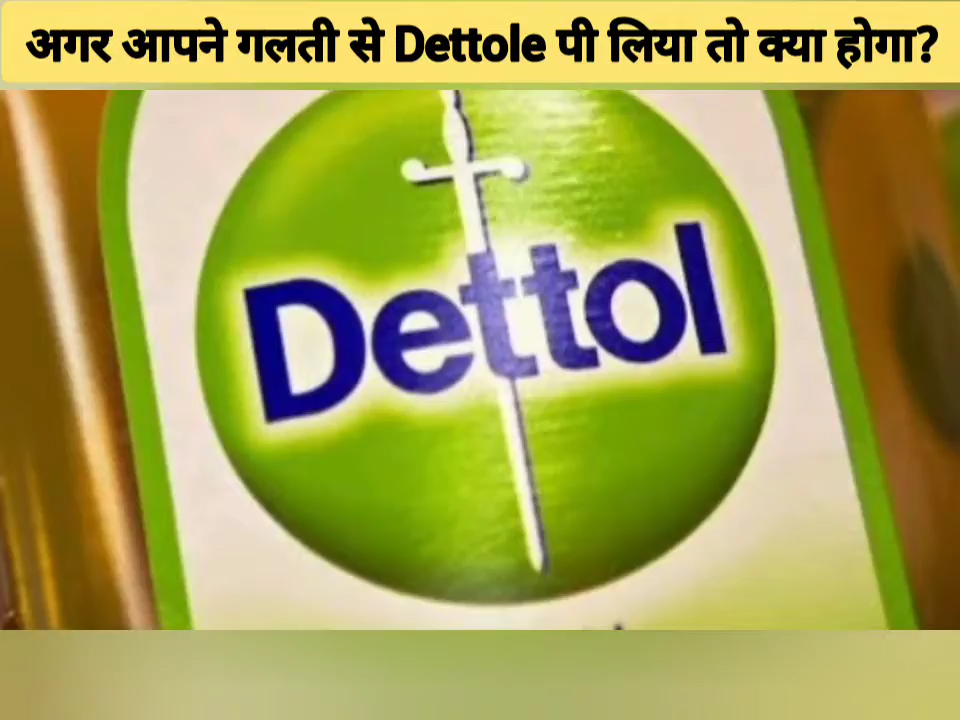 अगर आपने गलती से Dettole पी लिया तो क्या होगा?
Dettol